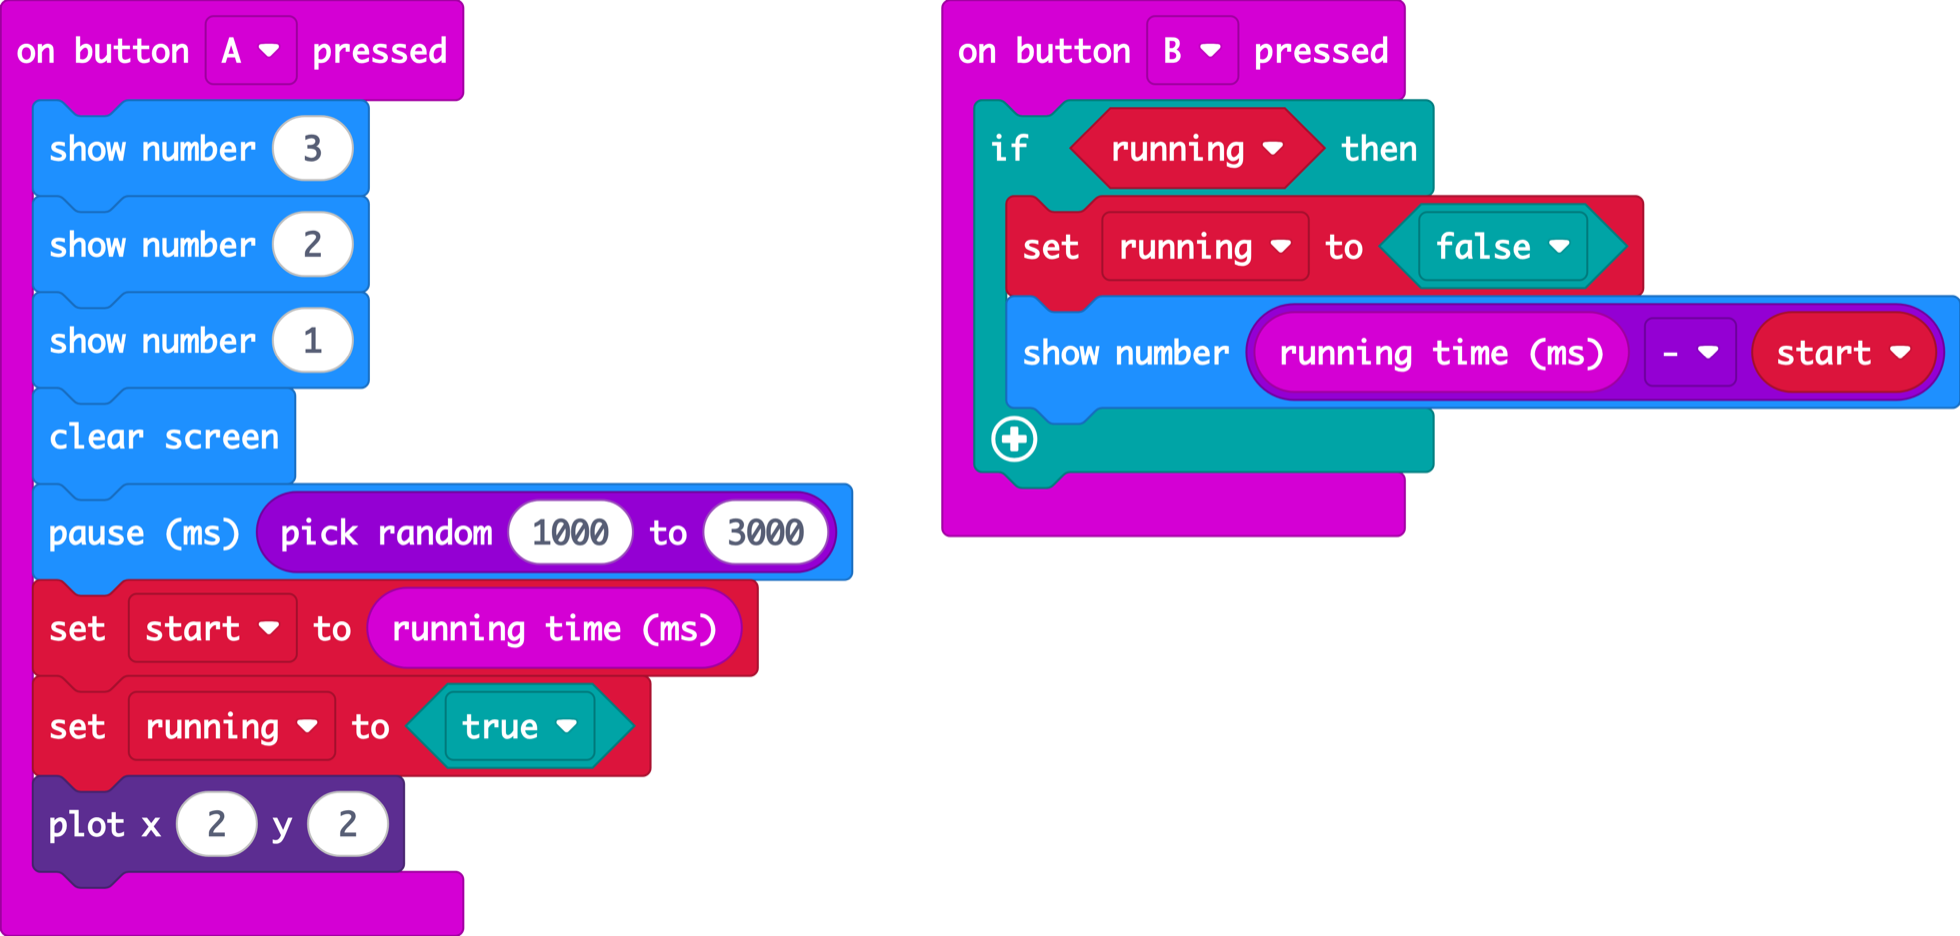 on button A pressed
show number 3
show number 2
show number 1
clear screen
pause (ms) pick random 1000 to 3000
set start to running time (ms)
set running to true
plot x 2 y 2
on button B pressed
if running then
set running to false
show number running time (ms) - start